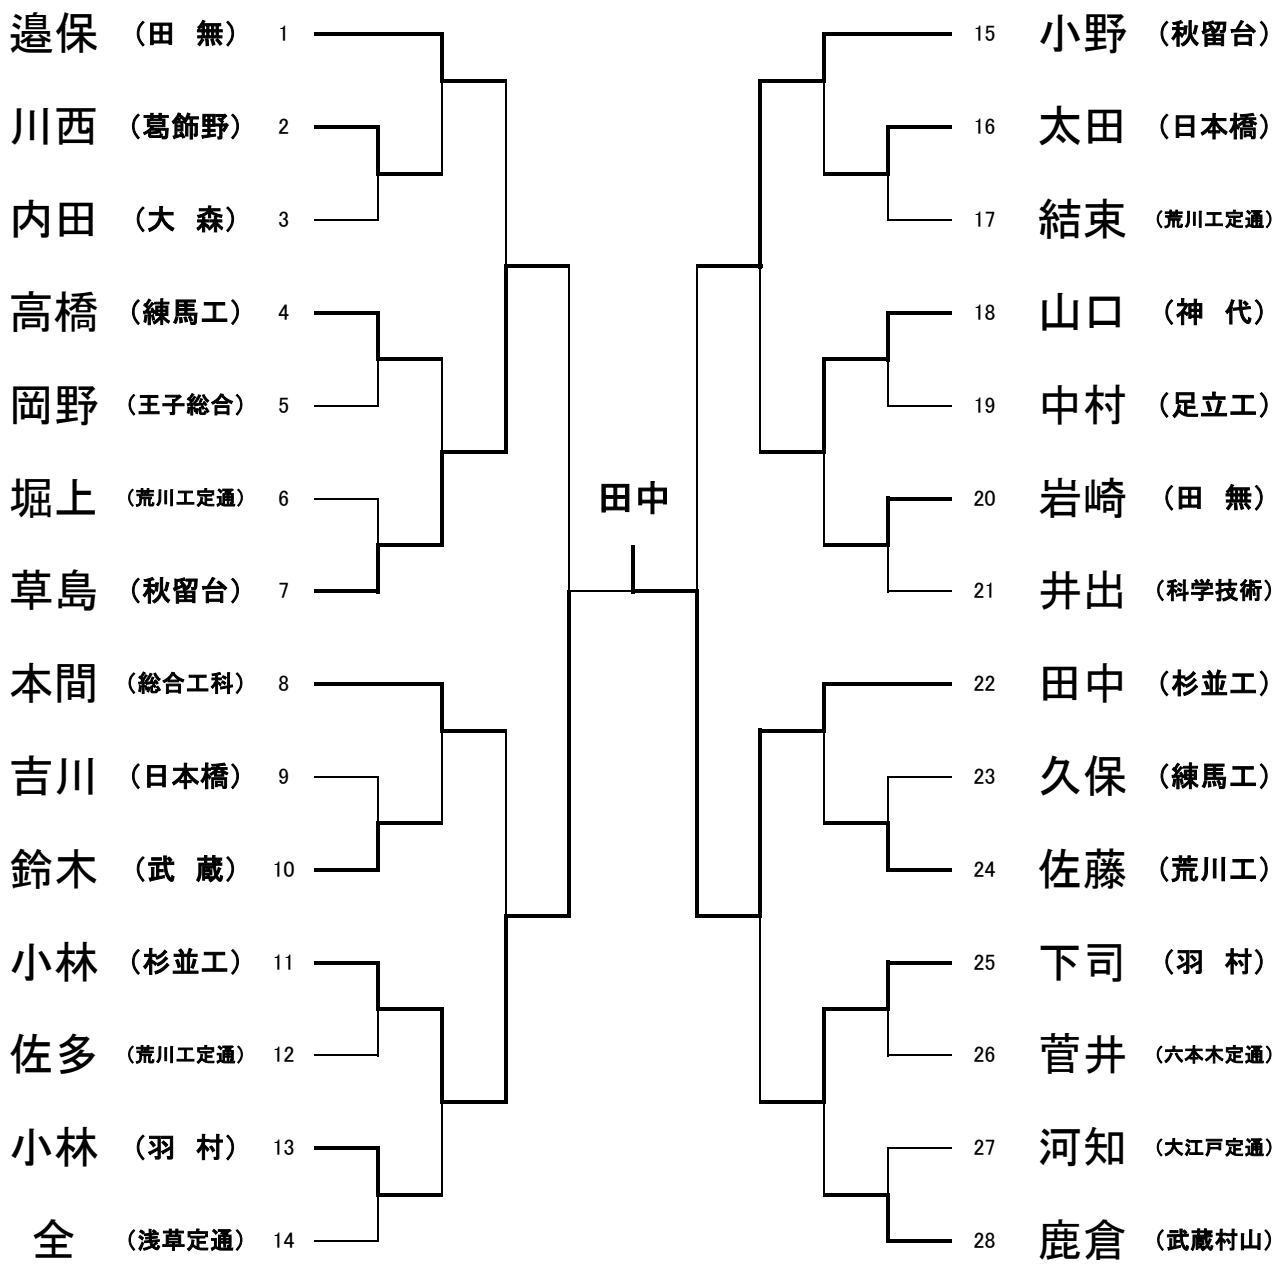 邉保 （田　無） 1
川西 （葛飾野） 2
内田 （大　森） 3
高橋 （練馬工） 4
岡野 （王子総合） 5
堀上 （荒川工定通） 6
草島 （秋留台） 7
本間 （総合工科） 8
吉川 （日本橋） 9
鈴木 （武　蔵） 10
小林 （杉並工） 11
佐多 （荒川工定通） 12
小林 （羽　村） 13
全 （浅草定通） 14
田中
15 小野 （秋留台）
16 太田 （日本橋）
17 結束 （荒川工定通）
18 山口 （神　代）
19 中村 （足立工）
20 岩崎 （田　無）
21 井出 （科学技術）
22 田中 （杉並工）
23 久保 （練馬工）
24 佐藤 （荒川工）
25 下司 （羽　村）
26 菅井 （六本木定通）
27 河知 （大江戸定通）
28 鹿倉 （武蔵村山）